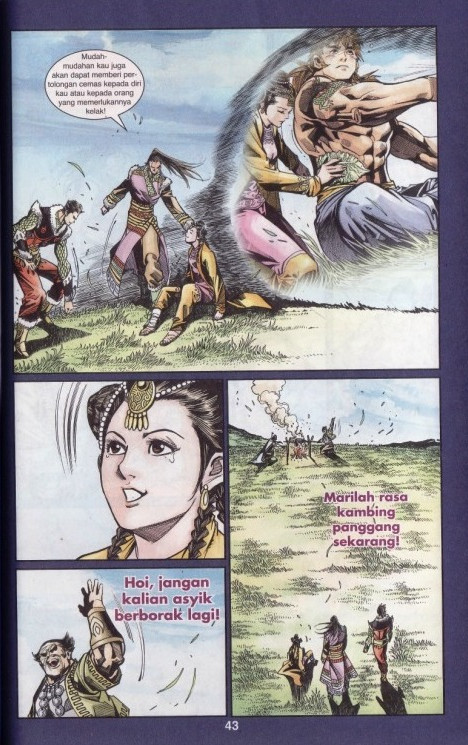 Mudah-
mudahan kau juga
akan dapat memberi per-
tolongan cemas kepada diri
kau atau kepada orang
yang memerlukannya
kelak!
Hoi, jangan
kalian asyik
berborak lagi!
Marilah rasa
kambing
panggang
sekarang!
43